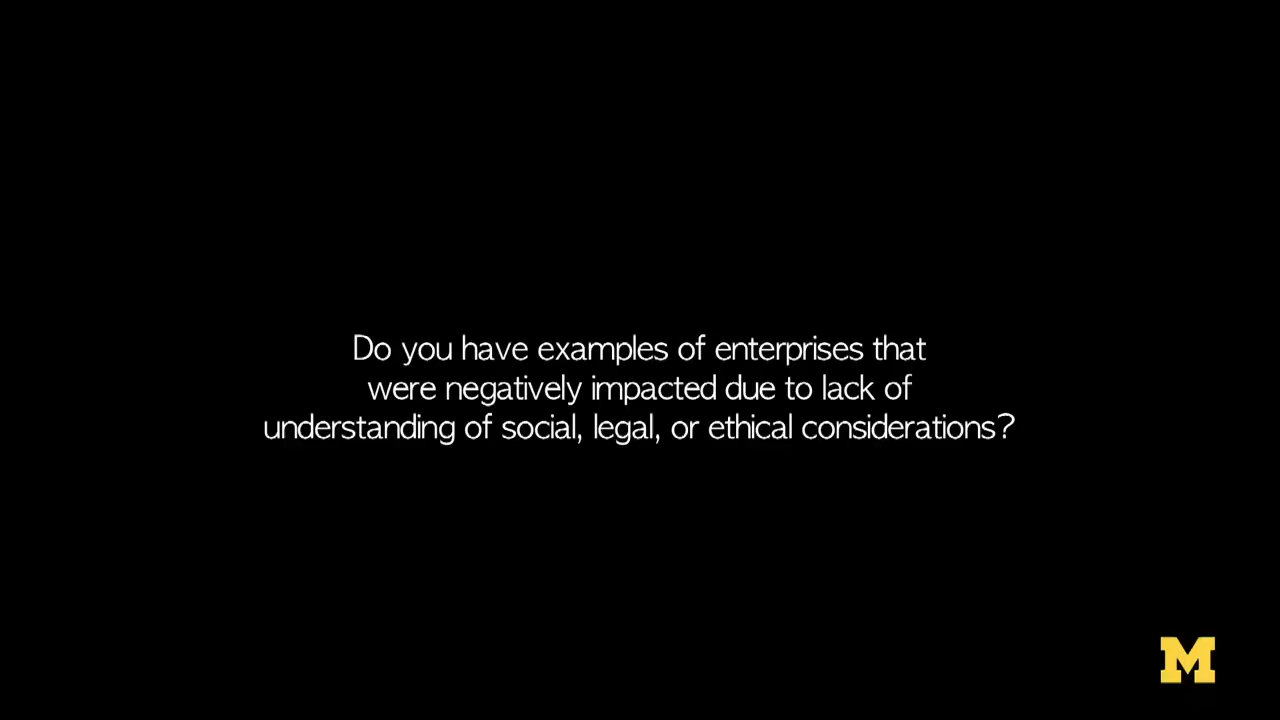 Do you have examples of enterprises that
were negatively impacted due to lack of
understanding of social, legal, or ethical considerations?
M